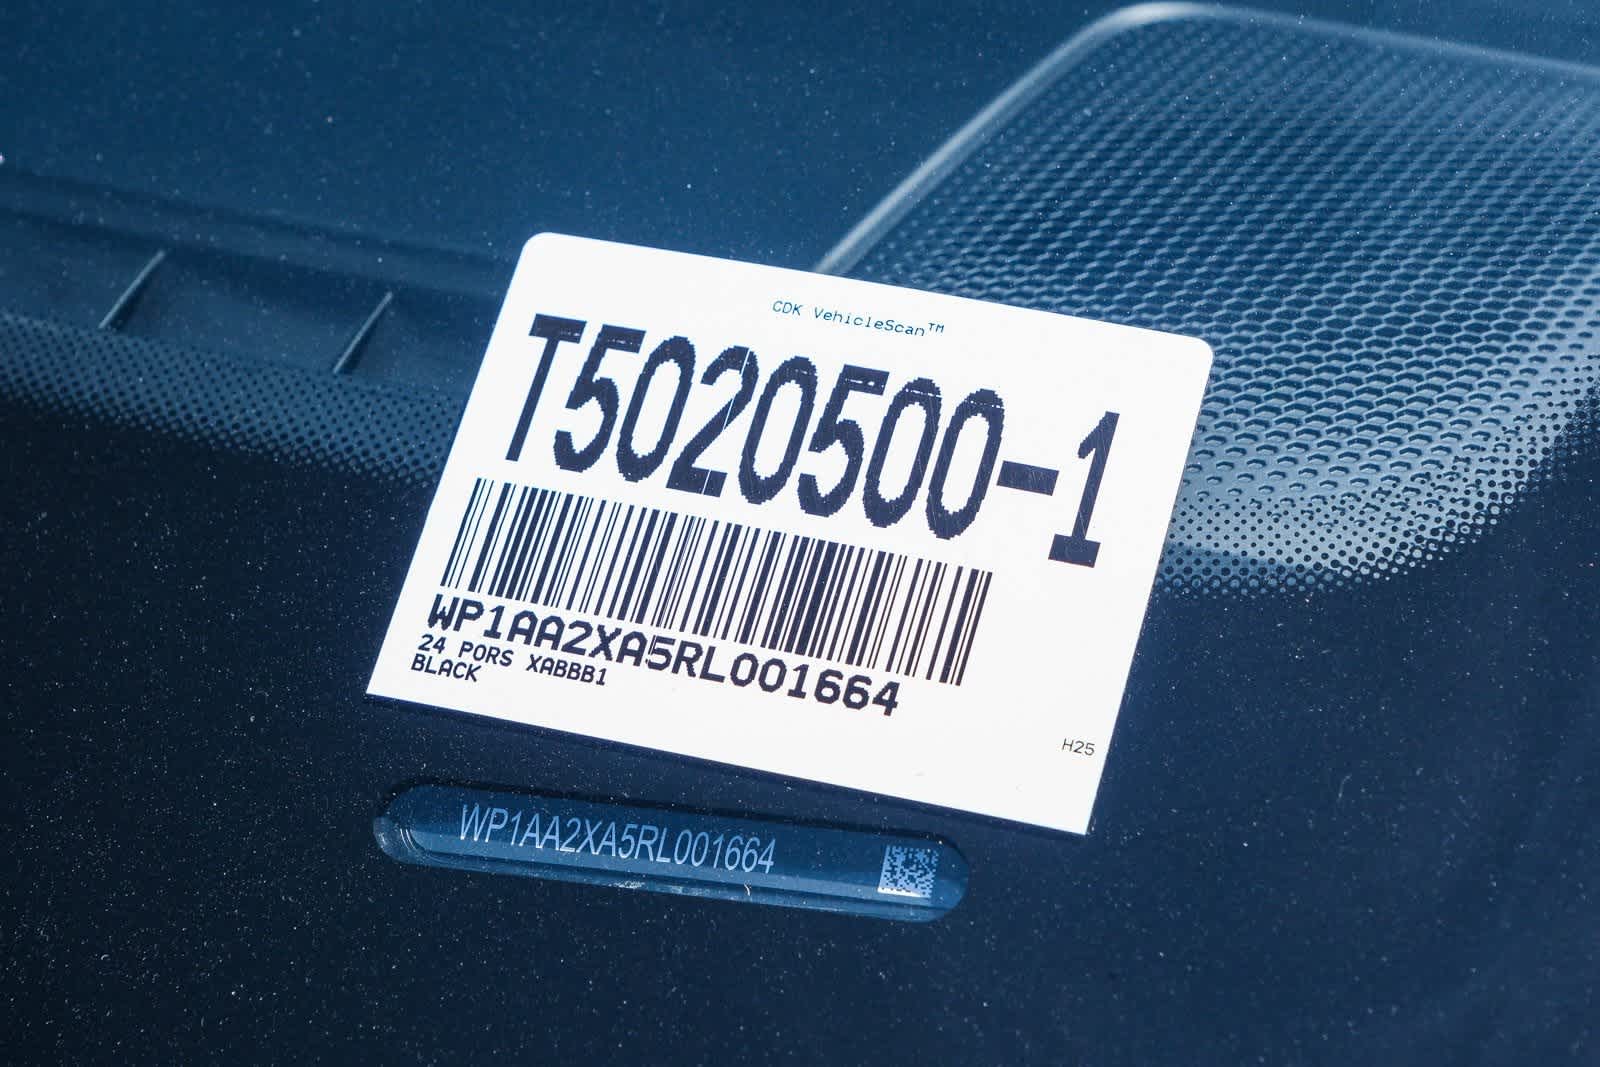 CDK VehicleScan™
T5020500-1
WP1AA2XA5RL001664
24 PORS XABBB1
BLACK
H25
WP1AA2XA5RL001664